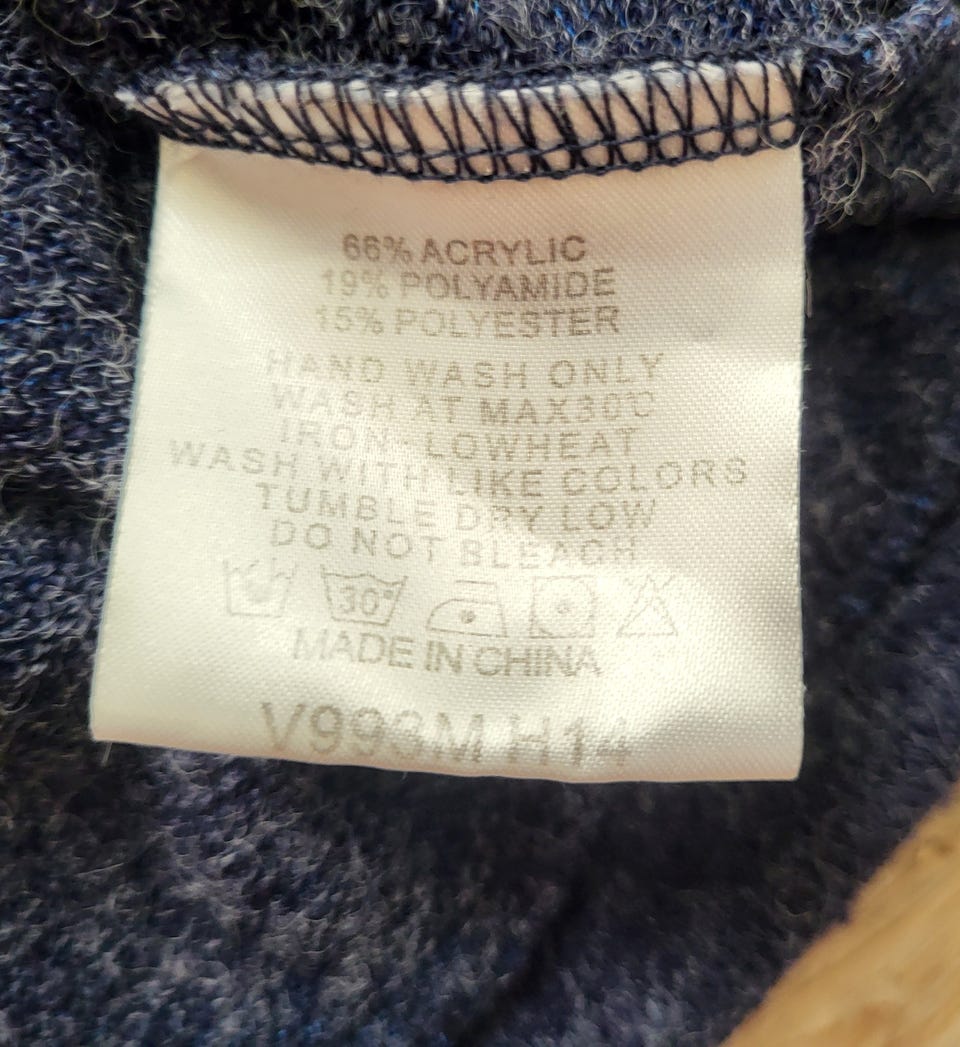 66% ACRYLIC
19% POLYAMIDE
15% POLYESTER
HAND WASH ONLY
WASH AT MAX30℃
IRON LOWHEAT
WASH WITH LIKE COLORS
TUMBLE DRY LOW
DO NOT BLEACH
30°
MADE IN CHINA
V993M H14